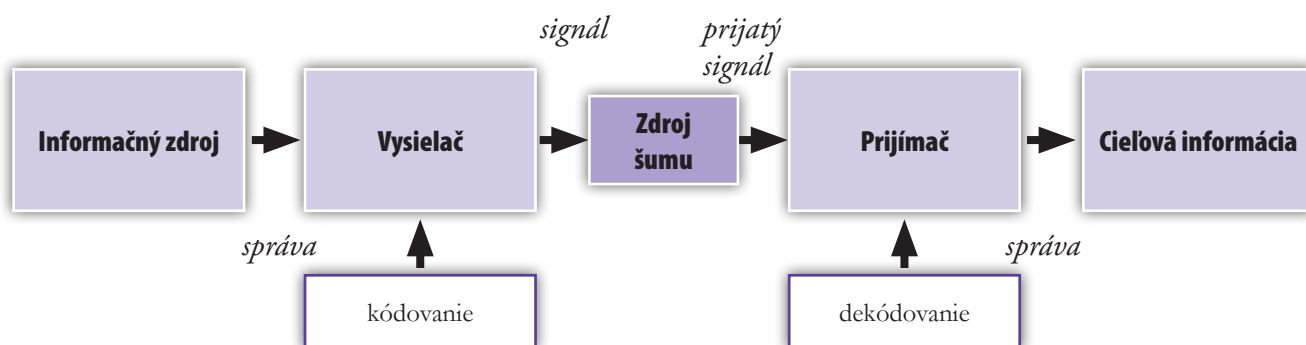 signál
prijatý
signál
Informačný zdroj
Vysielač
Zdroj
šumu
Prijímač
Cieľová informácia
správa
správa
kódovanie
dekódovanie